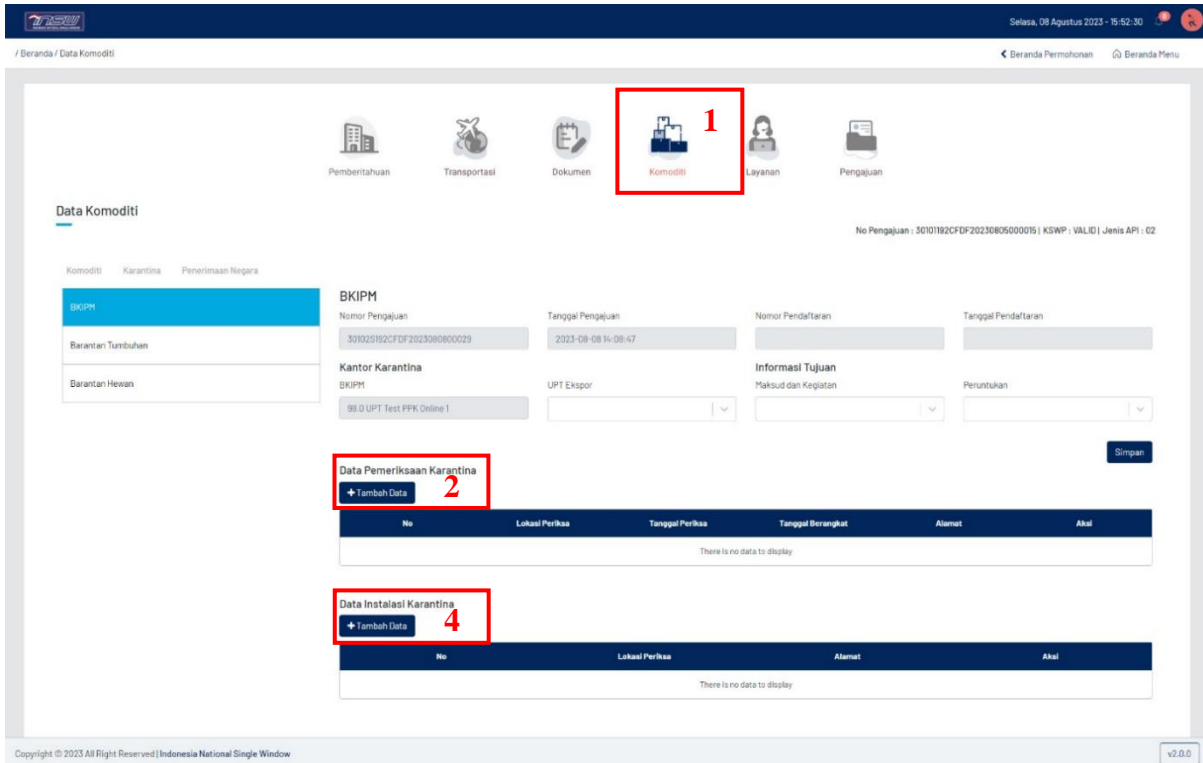 INSW
Selasa, 08 Agustus 2023 - 15:52:30
/ Beranda / Data Komoditi
Beranda Permohonan
Beranda Menu
1
Pemberitahuan
Transportasi
Dokumen
Komoditi
Layanan
Pengajuan
Data Komoditi
No Pengajuan : 30101192CFDF20230805000015 | KSWP : VALID | Jenis API : 02
Komoditi Karantina Penerimaan Negara
BKIPM
Barantan Tumbuhan
Barantan Hewan
BKIPM
Nomor Pengajuan Tanggal Pengajuan Nomor Pendaftaran Tanggal Pendaftaran
30102S192CFDF2023080800029 2023-08-08 14:08:47
Kantor Karantina Informasi Tujuan
BKIPM UPT Ekspor Maksud dan Kegiatan Peruntukan
98.0 UPT Test PPK Online 1
Simpan
Data Pemeriksaan Karantina
+ Tambah Data 2
No Lokasi Periksa Tanggal Periksa Tanggal Berangkat Alamat Aksi
There is no data to display
Data Instalasi Karantina
+ Tambah Data 4
No Lokasi Periksa Alamat Aksi
There is no data to display
Copyright © 2023 All Right Reserved | Indonesia National Single Window
v2.0.0